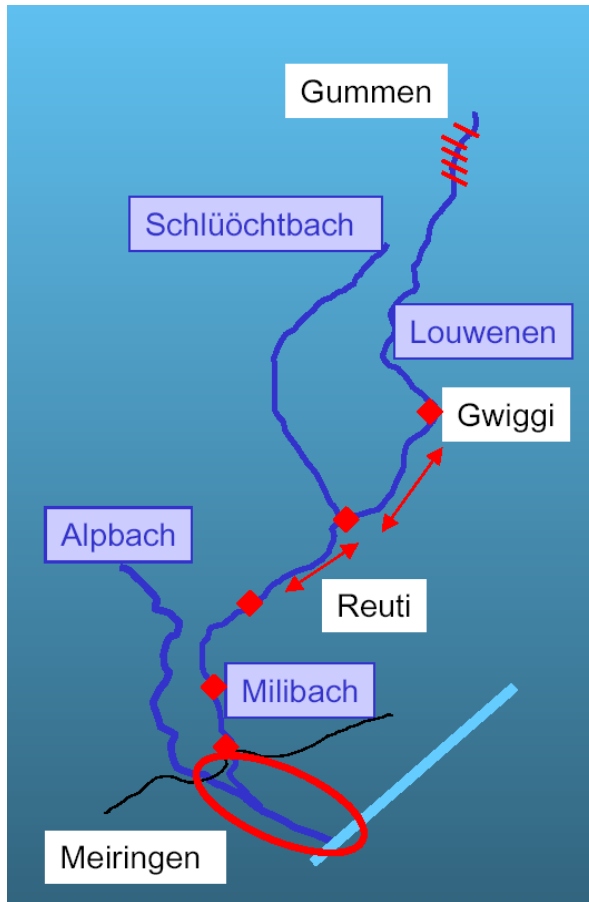 Gummen
Schlüöchtbach
Louwenen
Gwiggi
Alpbach
Reuti
Milibach
Meiringen